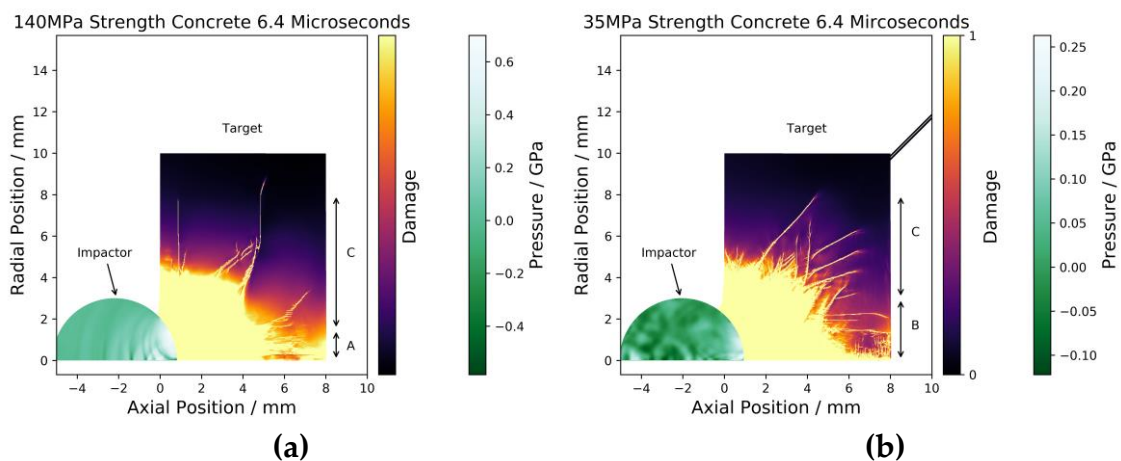 140MPa Strength Concrete 6.4 Microseconds
14
12
10
8
6
4
2
0
Radial Position / mm
Target
Impactor
C
A
−4
−2
0
2
4
6
8
10
Axial Position / mm
Damage
0.6
0.4
0.2
0.0
−0.2
−0.4
Pressure / GPa
(a)
35MPa Strength Concrete 6.4 Mircoseconds
14
12
10
8
6
4
2
0
Radial Position / mm
Target
Impactor
C
B
−4
−2
0
2
4
6
8
10
Axial Position / mm
1
0
Damage
0.25
0.20
0.15
0.10
0.05
0.00
−0.05
−0.10
Pressure / GPa
(b)